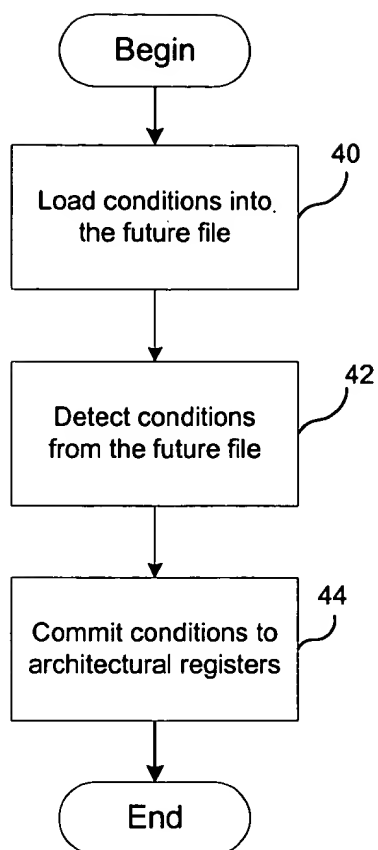 Begin
40
Load conditions into
the future file
42
Detect conditions
from the future file
44
Commit conditions to
architectural registers
End